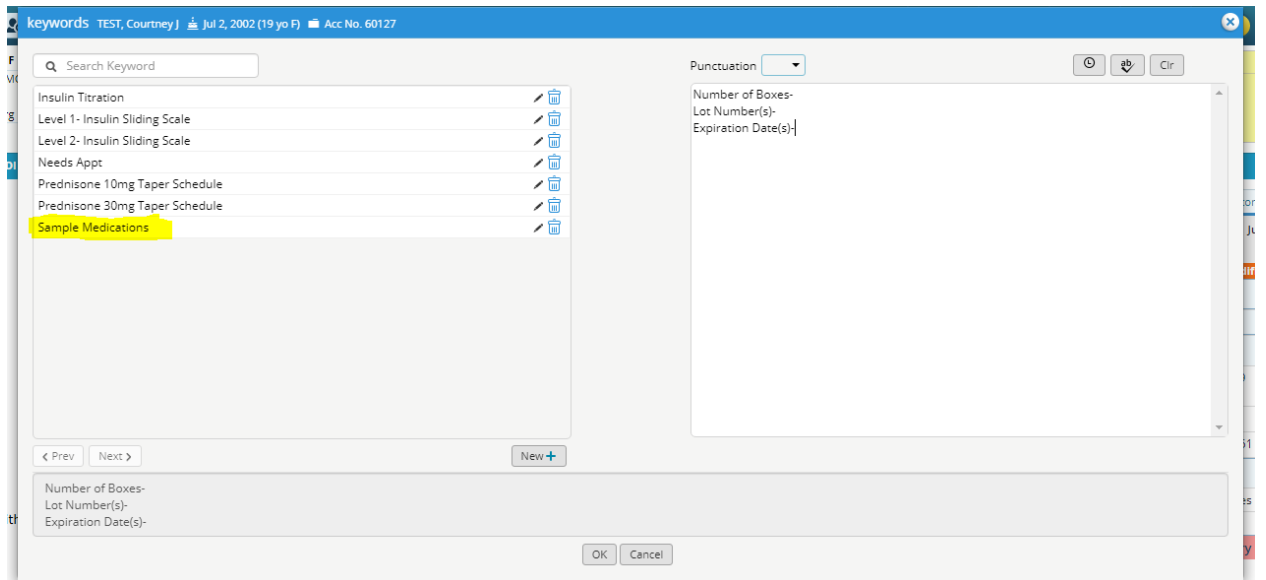 keywords TEST, Courtney J Jul 2, 2002 (19 yo F) Acc No. 60127
Search Keyword
Punctuation
Clr
Insulin Titration
Level 1- Insulin Sliding Scale
Level 2- Insulin Sliding Scale
Needs Appt
Prednisone 10mg Taper Schedule
Prednisone 30mg Taper Schedule
Sample Medications
Number of Boxes-
Lot Number(s)-
Expiration Date(s)-
Prev Next New
Number of Boxes-
Lot Number(s)-
Expiration Date(s)-
OK Cancel